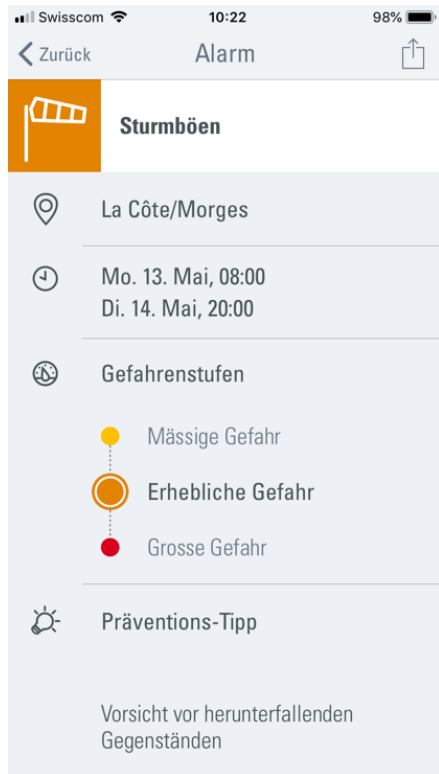 Swisscom 10:22 98%
Zurück Alarm
Sturmböen
La Côte/Morges
Mo. 13. Mai, 08:00
Di. 14. Mai, 20:00
Gefahrenstufen
Mässige Gefahr
Erhebliche Gefahr
Grosse Gefahr
Präventions-Tipp
Vorsicht vor herunterfallenden
Gegenständen